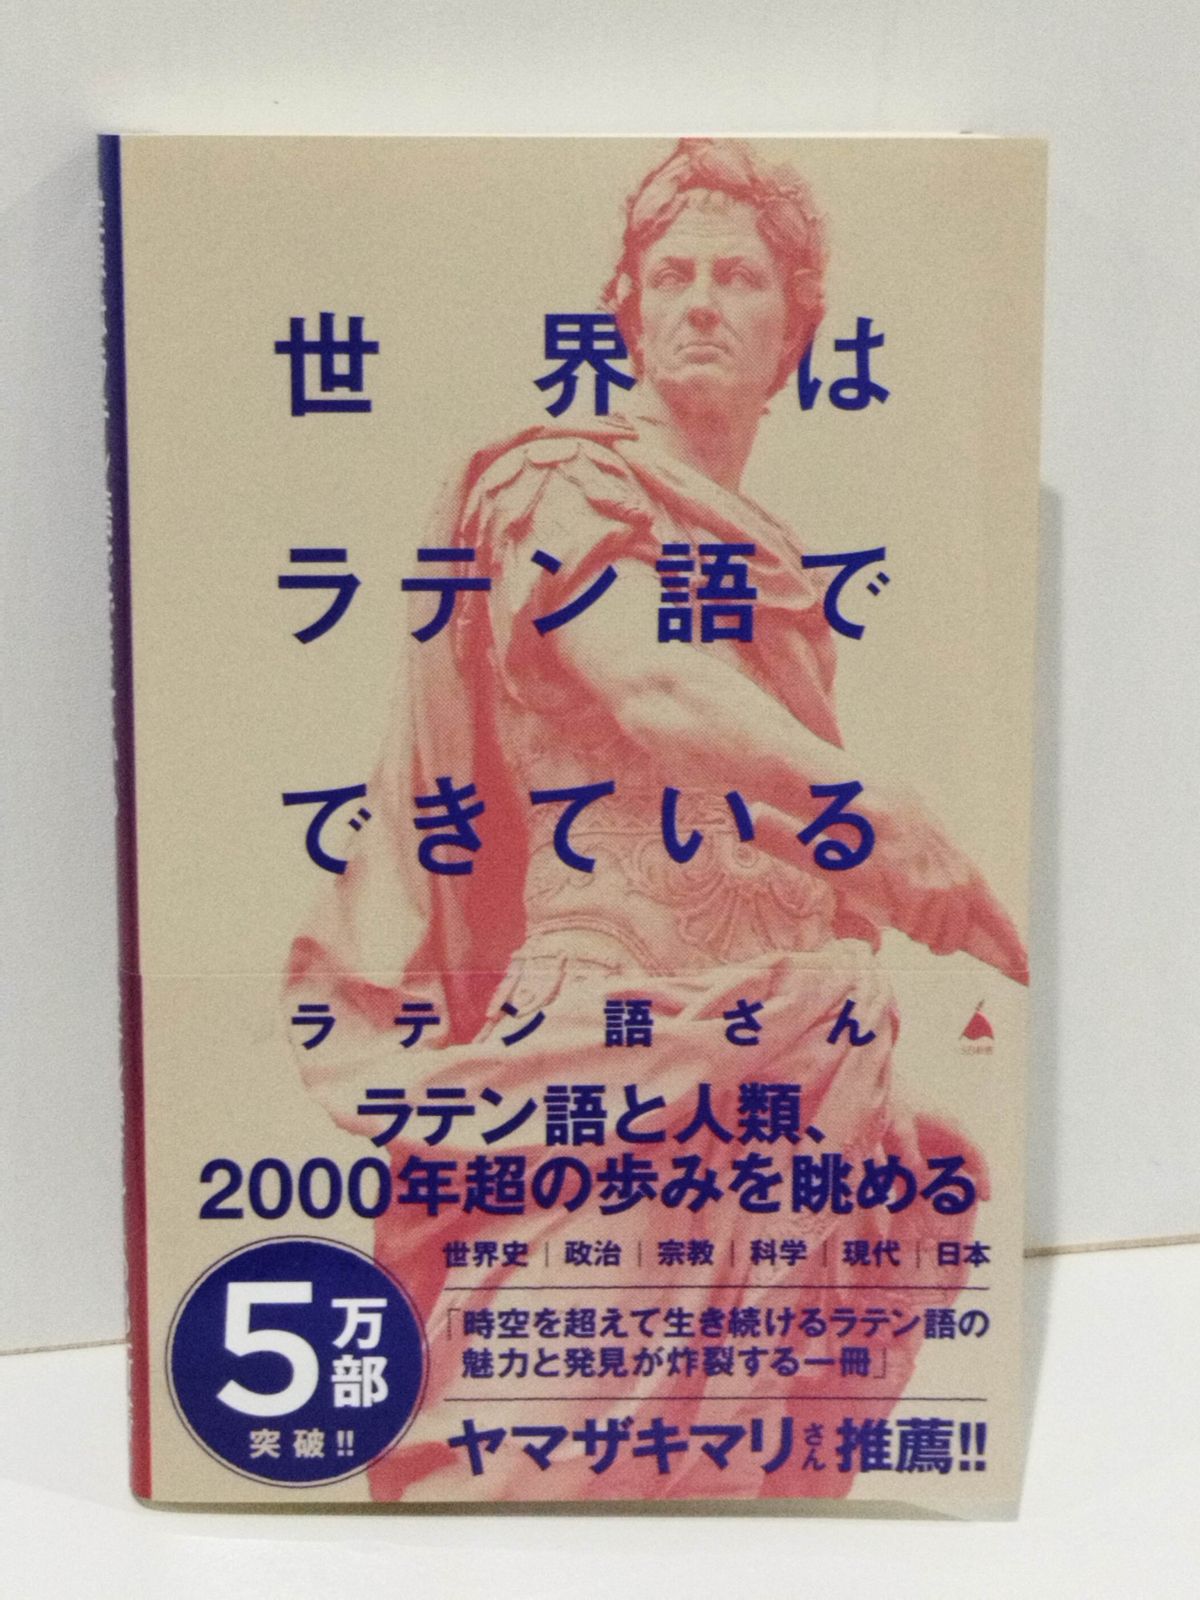 世界は
ラテン語で
できている
ラテン語さん
SB新書
ラテン語と人類、
2000年超の歩みを眺める
世界史｜政治｜宗教｜科学｜現代｜日本
「時空を超えて生き続けるラテン語の
魅力と発見が炸裂する一冊」
ヤマザキマリさん推薦!!
5万部
突破!!